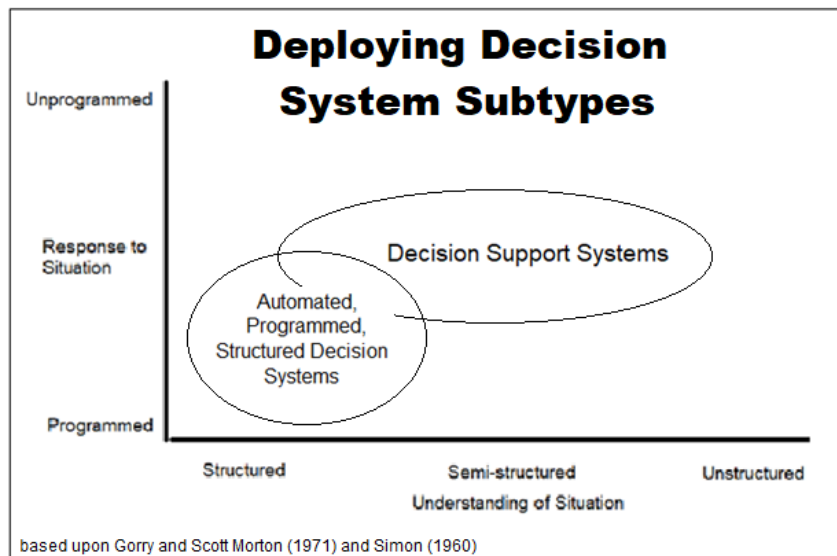 Deploying Decision
System Subtypes
Unprogrammed
Response to
Situation
Decision Support Systems
Automated,
Programmed,
Structured Decision
Systems
Programmed
Structured
Semi-structured
Unstructured
Understanding of Situation
based upon Gorry and Scott Morton (1971) and Simon (1960)